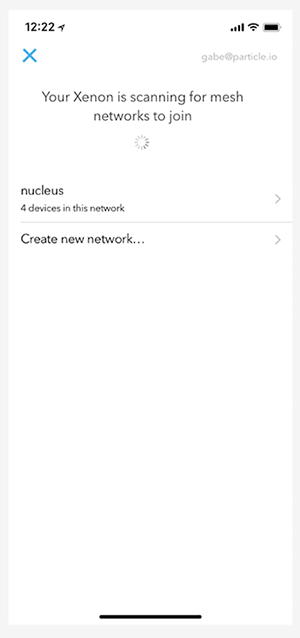 12:22
gabe@particle.io
Your Xenon is scanning for mesh
networks to join
nucleus
4 devices in this network
Create new network...